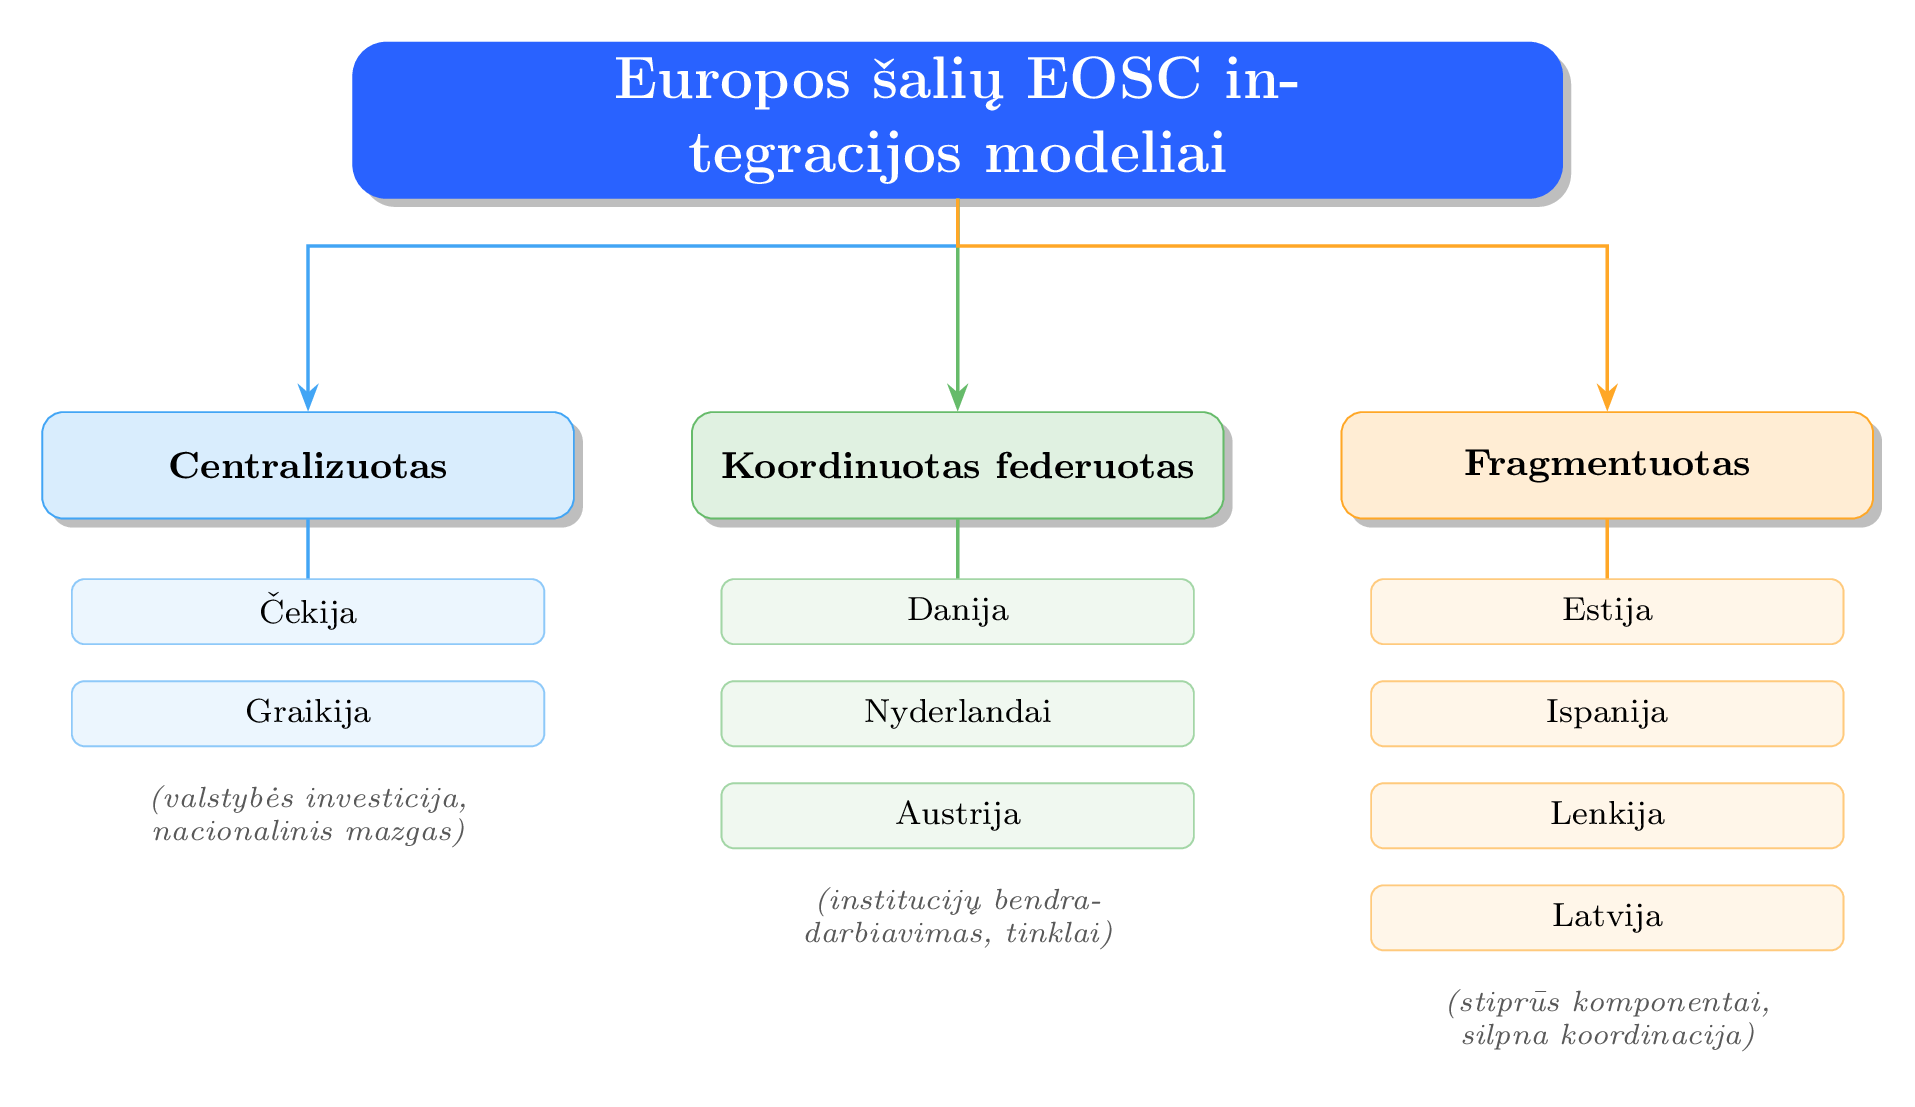 Europos šalių EOSC in-
tegracijos modeliai
Centralizuotas
Koordinuotas federuotas
Fragmentuotas
Čekija
Danija
Estija
Graikija
Nyderlandai
Ispanija
(valstybės investicija,
nacionalinis mazgas)
Austrija
Lenkija
(institucijų bendra-
darbiavimas, tinklai)
Latvija
(stiprūs komponentai,
silpna koordinacija)